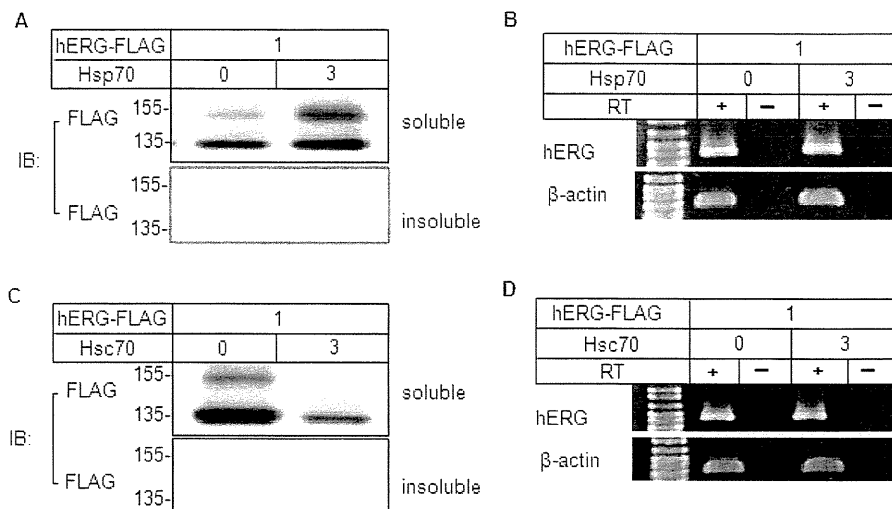 A
hERG-FLAG 1
Hsp70 0 3
IB:
FLAG 155- 135- soluble
FLAG 155- 135- insoluble
B
hERG-FLAG 1
Hsp70 0 3
RT + − + −
hERG
β-actin
C
hERG-FLAG 1
Hsc70 0 3
IB:
FLAG 155- 135- soluble
FLAG 155- 135- insoluble
D
hERG-FLAG 1
Hsc70 0 3
RT + − + −
hERG
β-actin